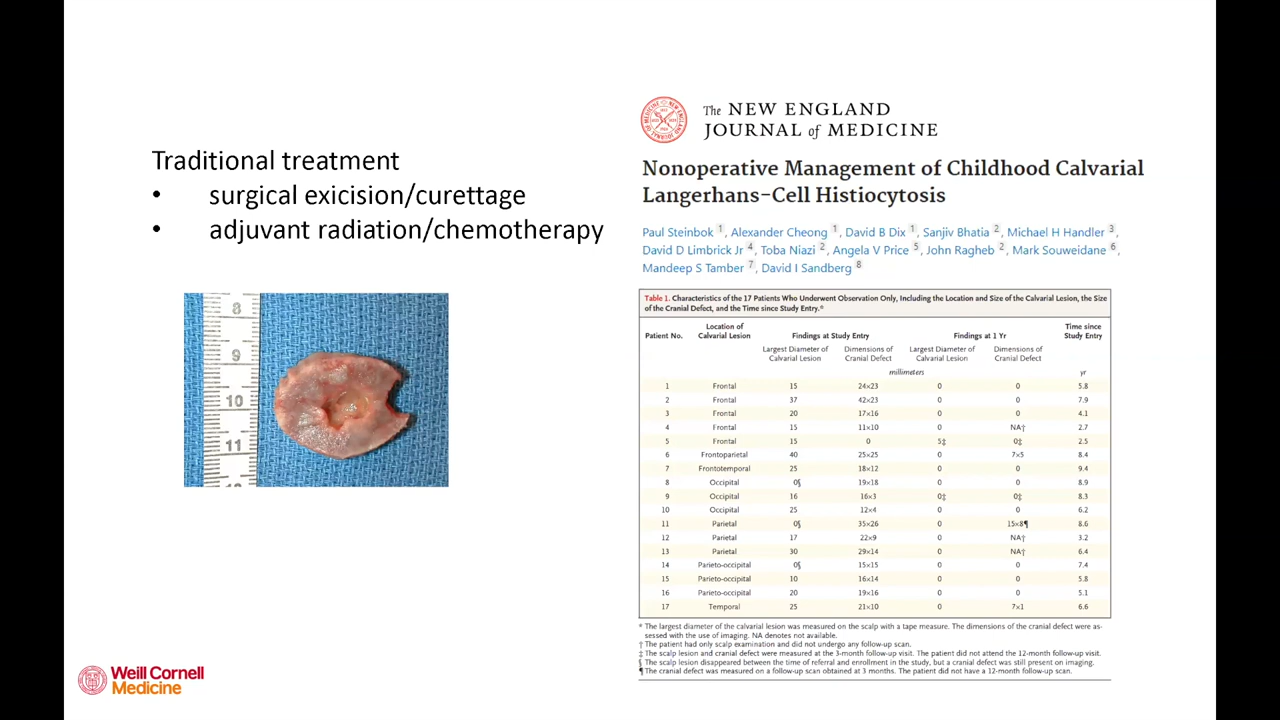 Traditional treatment
• surgical exicision/curettage
• adjuvant radiation/chemotherapy
8
9
10
11
Weill Cornell
Medicine
The NEW ENGLAND
JOURNAL of MEDICINE
Nonoperative Management of Childhood Calvarial
Langerhans-Cell Histiocytosis
Paul Steinbok 1, Alexander Cheong 1, David B Dix 1, Sanjiv Bhatia 2, Michael H Handler 3,
David D Limbrick Jr 4, Toba Niazi 2, Angela V Price 5, John Ragheb 2, Mark Souweidane 6,
Mandeep S Tamber 7, David I Sandberg 8
Table 1. Characteristics of the 17 Patients Who Underwent Observation Only, Including the Location and Size of the Calvarial Lesion, the Size
of the Cranial Defect, and the Time since Study Entry.*
Patient No. Location of Calvarial Lesion Findings at Study Entry Findings at 1 Yr Time since Study Entry
Largest Diameter of Calvarial Lesion Dimensions of Cranial Defect Largest Diameter of Calvarial Lesion Dimensions of Cranial Defect
millimeters yr
1 Frontal 15 24×23 0 0 5.8
2 Frontal 37 42×23 0 0 7.9
3 Frontal 20 17×16 0 0 4.1
4 Frontal 15 11×10 0 NA† 2.7
5 Frontal 15 0 5‡ 0‡ 2.5
6 Frontoparietal 40 25×25 0 7×5 8.4
7 Frontotemporal 25 18×12 0 0 9.4
8 Occipital 0§ 19×18 0 0 8.9
9 Occipital 16 16×3 0‡ 0‡ 8.3
10 Occipital 25 12×4 0 0 6.2
11 Parietal 0§ 35×26 0 15×8¶ 8.6
12 Parietal 17 22×9 0 NA† 3.2
13 Parietal 30 29×14 0 NA† 6.4
14 Parieto-occipital 0§ 15×15 0 0 7.4
15 Parieto-occipital 10 16×14 0 0 5.8
16 Parieto-occipital 20 19×16 0 0 5.1
17 Temporal 25 21×10 0 7×1 6.6
* The largest diameter of the calvarial lesion was measured on the scalp with a tape measure. The dimensions of the cranial defect were as-
sessed with the use of imaging. NA denotes not available.
† The patient had only scalp examination and did not undergo any follow-up scan.
‡ The scalp lesion and cranial defect were measured at the 3-month follow-up visit. The patient did not attend the 12-month follow-up visit.
§ The scalp lesion disappeared between the time of referral and enrollment in the study, but a cranial defect was still present on imaging.
¶ The cranial defect was measured on a follow-up scan obtained at 3 months. The patient did not have a 12-month follow-up scan.